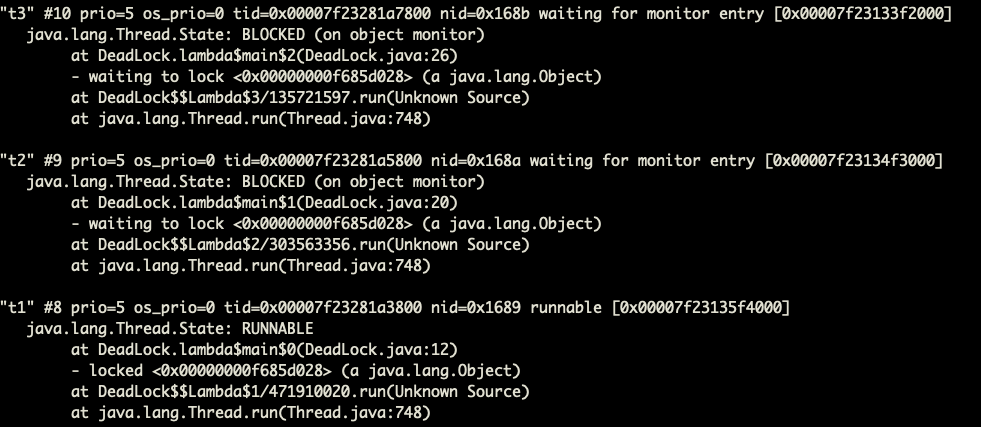 "t3" #10 prio=5 os_prio=0 tid=0x00007f23281a7800 nid=0x168b waiting for monitor entry [0x00007f23133f2000]
java.lang.Thread.State: BLOCKED (on object monitor)
at DeadLock.lambda$main$2(DeadLock.java:26)
- waiting to lock <0x00000000f685d028> (a java.lang.Object)
at DeadLock$$Lambda$3/135721597.run(Unknown Source)
at java.lang.Thread.run(Thread.java:748)
"t2" #9 prio=5 os_prio=0 tid=0x00007f23281a5800 nid=0x168a waiting for monitor entry [0x00007f23134f3000]
java.lang.Thread.State: BLOCKED (on object monitor)
at DeadLock.lambda$main$1(DeadLock.java:20)
- waiting to lock <0x00000000f685d028> (a java.lang.Object)
at DeadLock$$Lambda$2/303563356.run(Unknown Source)
at java.lang.Thread.run(Thread.java:748)
"t1" #8 prio=5 os_prio=0 tid=0x00007f23281a3800 nid=0x1689 runnable [0x00007f23135f4000]
java.lang.Thread.State: RUNNABLE
at DeadLock.lambda$main$0(DeadLock.java:12)
- locked <0x00000000f685d028> (a java.lang.Object)
at DeadLock$$Lambda$1/471910020.run(Unknown Source)
at java.lang.Thread.run(Thread.java:748)